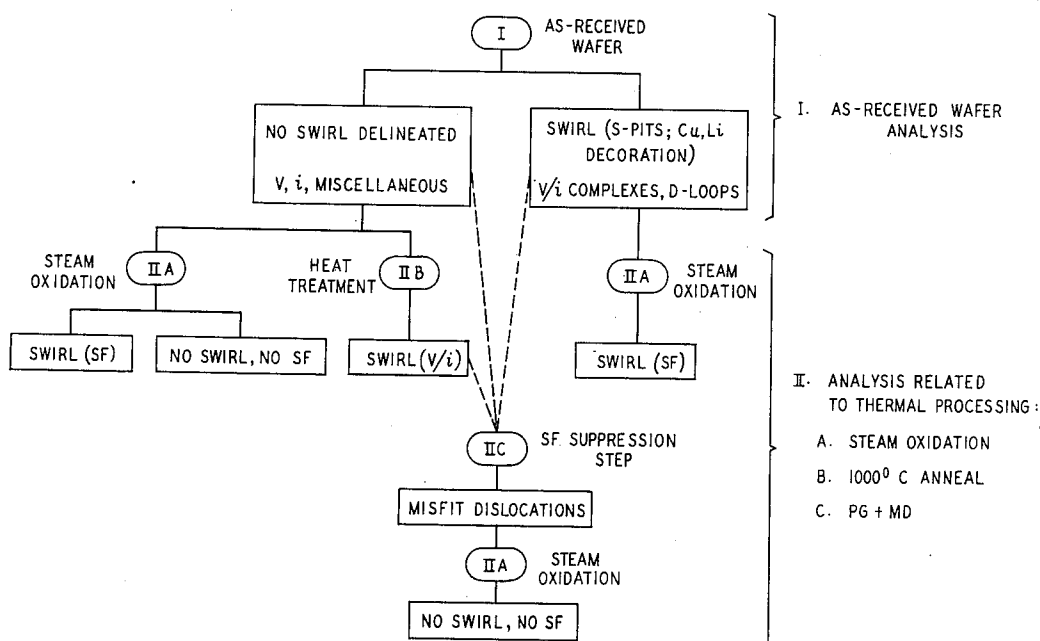 I
AS-RECEIVED
WAFER
NO SWIRL DELINEATED
V, i, MISCELLANEOUS
SWIRL (S-PITS; Cu,Li
DECORATION)
V/i COMPLEXES, D-LOOPS
I. AS-RECEIVED WAFER
ANALYSIS
STEAM
OXIDATION
IIA
HEAT
TREATMENT
IIB
IIA
STEAM
OXIDATION
SWIRL (SF)
NO SWIRL, NO SF
SWIRL (V/i)
SWIRL (SF)
IIC
SF SUPPRESSION
STEP
MISFIT DISLOCATIONS
IIA
STEAM
OXIDATION
NO SWIRL, NO SF
II. ANALYSIS RELATED
TO THERMAL PROCESSING:
A. STEAM OXIDATION
B. 1000⁰ C ANNEAL
C. PG + MD